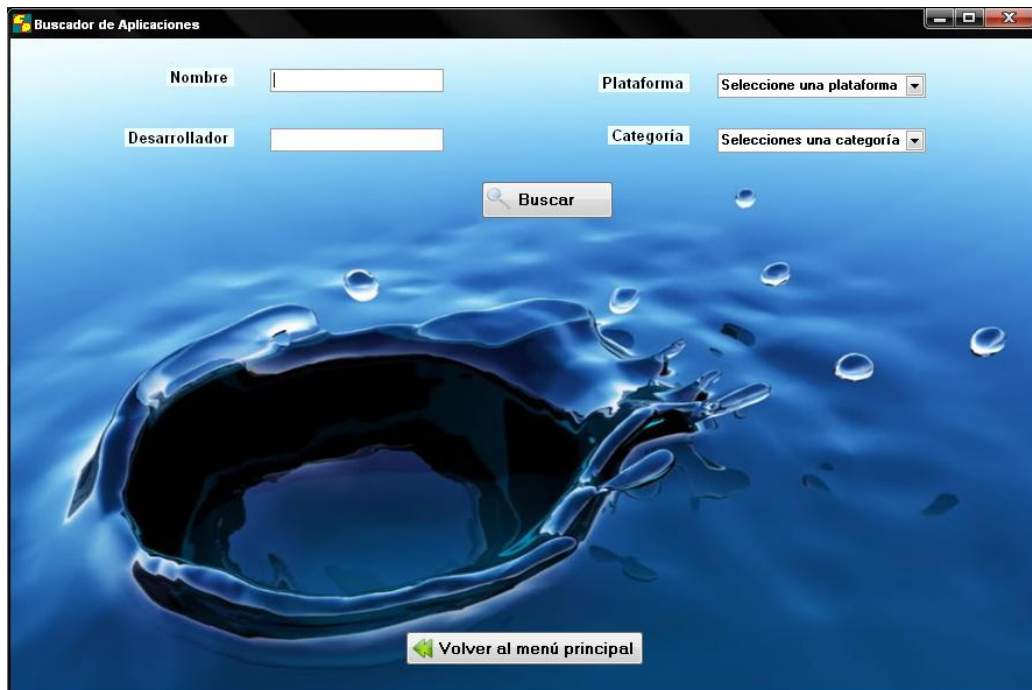 Buscador de Aplicaciones
Nombre
Plataforma
Seleccione una plataforma
Desarrollador
Categoría
Selecciones una categoría
Buscar
Volver al menú principal